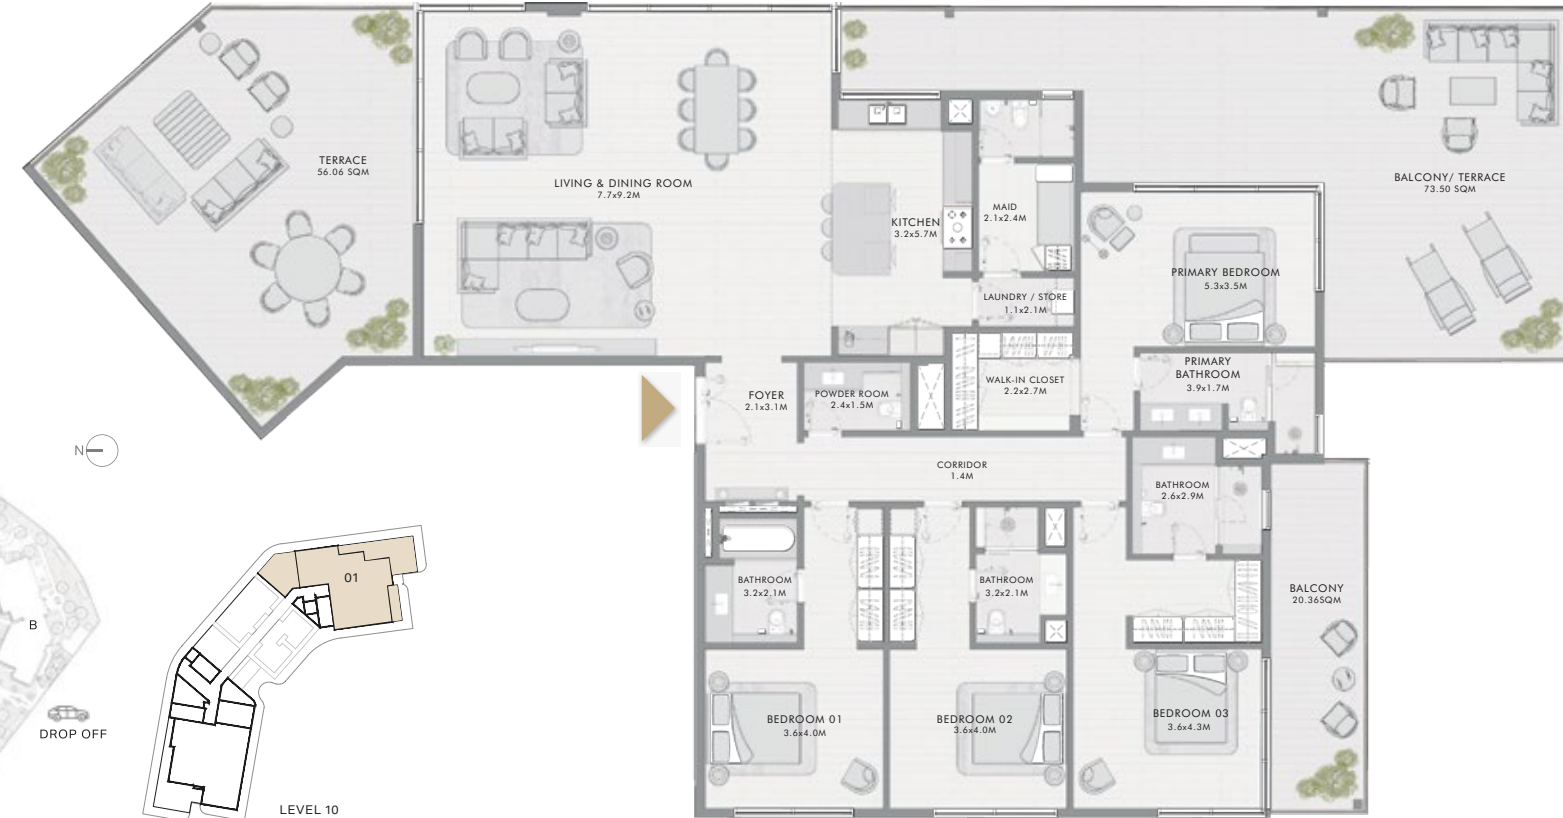 TERRACE
56.06 SQM
LIVING & DINING ROOM
7.7x9.2M
KITCHEN
3.2x5.7M
MAID
2.1x2.4M
LAUNDRY / STORE
1.1x2.1M
BALCONY/ TERRACE
73.50 SQM
PRIMARY BEDROOM
5.3x3.5M
PRIMARY
BATHROOM
3.9x1.7M
WALK-IN CLOSET
2.2x2.7M
POWDER ROOM
2.4x1.5M
FOYER
2.1x3.1M
CORRIDOR
1.4M
BATHROOM
2.6x2.9M
BATHROOM
3.2x2.1M
BATHROOM
3.2x2.1M
BALCONY
20.36SQM
BEDROOM 01
3.6x4.0M
BEDROOM 02
3.6x4.0M
BEDROOM 03
3.6x4.3M
N
01
B
DROP OFF
LEVEL 10